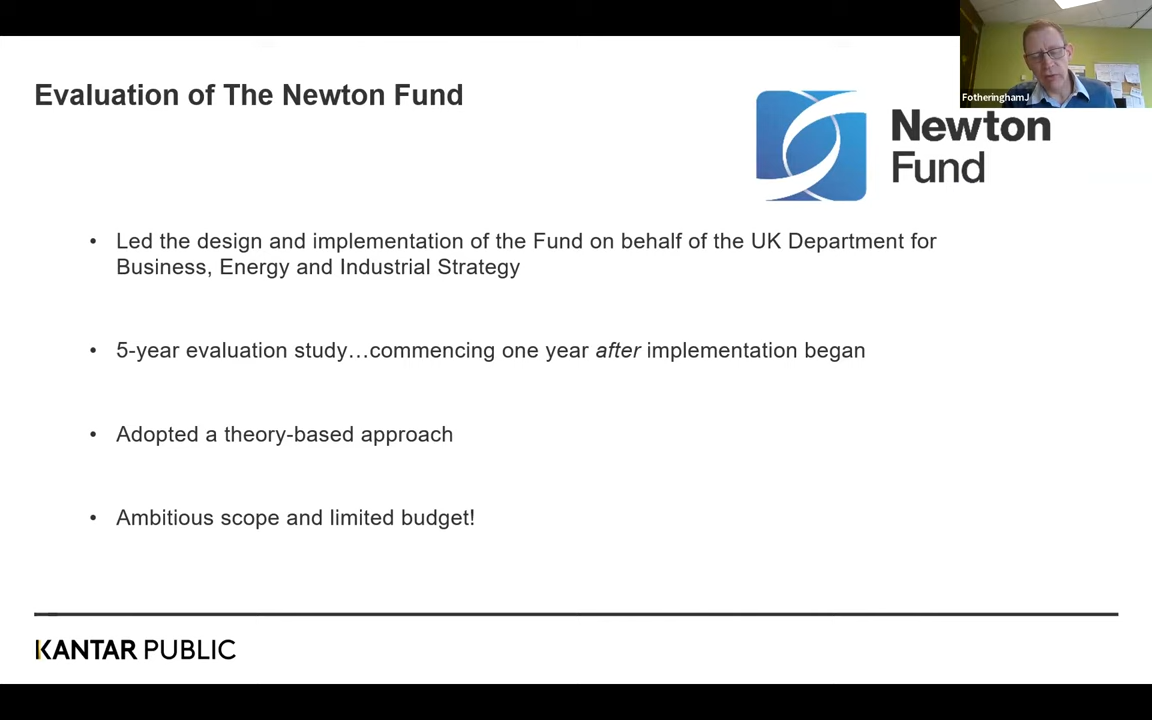 Evaluation of The Newton Fund
FotheringhamJ
Newton
Fund
• Led the design and implementation of the Fund on behalf of the UK Department for
Business, Energy and Industrial Strategy
• 5-year evaluation study…commencing one year after implementation began
• Adopted a theory-based approach
• Ambitious scope and limited budget!
KANTAR PUBLIC